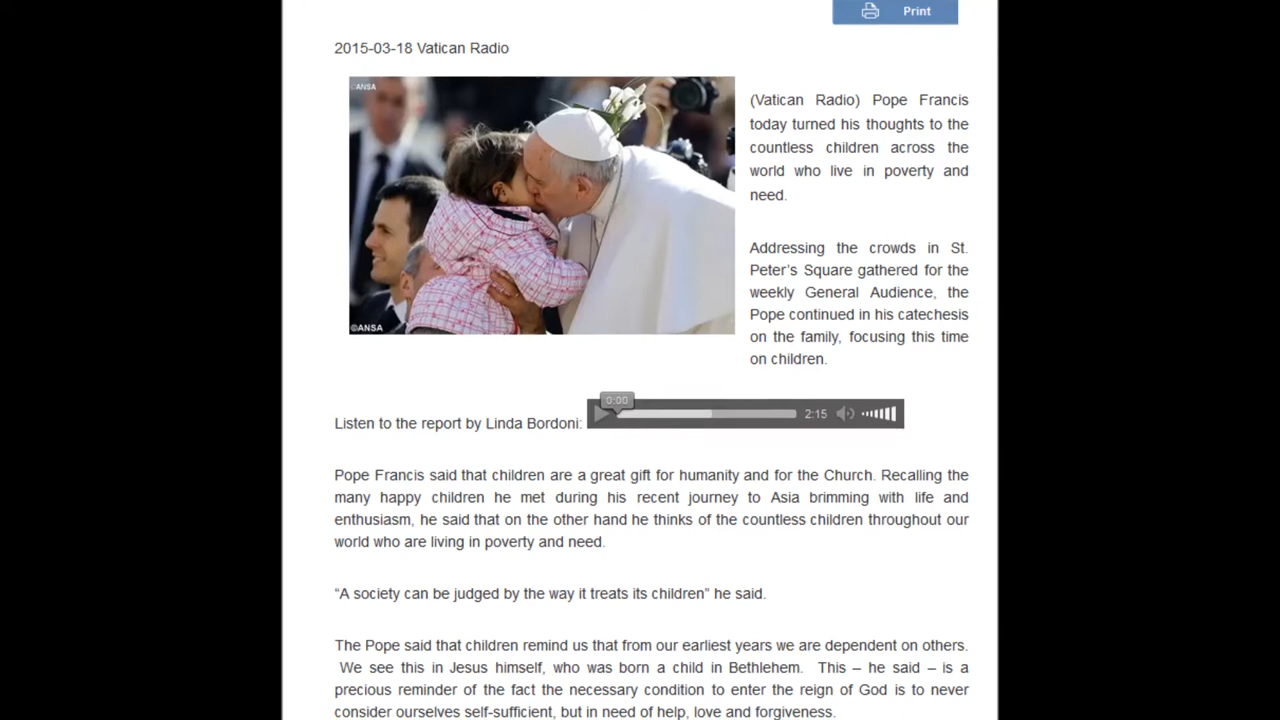 Print
2015-03-18 Vatican Radio
©ANSA
(Vatican Radio) Pope Francis
today turned his thoughts to the
countless children across the
world who live in poverty and
need.
Addressing the crowds in St.
Peter’s Square gathered for the
weekly General Audience, the
Pope continued in his catechesis
on the family, focusing this time
on children.
©ANSA
Listen to the report by Linda Bordoni:
0:00
2:15
Pope Francis said that children are a great gift for humanity and for the Church. Recalling the
many happy children he met during his recent journey to Asia brimming with life and
enthusiasm, he said that on the other hand he thinks of the countless children throughout our
world who are living in poverty and need.
“A society can be judged by the way it treats its children” he said.
The Pope said that children remind us that from our earliest years we are dependent on others.
We see this in Jesus himself, who was born a child in Bethlehem. This – he said – is a
precious reminder of the fact the necessary condition to enter the reign of God is to never
consider ourselves self-sufficient, but in need of help, love and forgiveness.